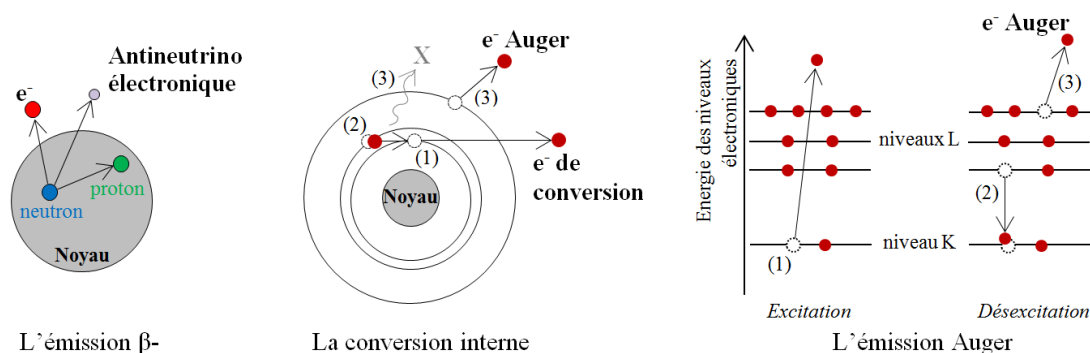 Antineutrino
électronique
e⁻
proton
neutron
Noyau
L'émission β-
X
e⁻ Auger
(3)
(3)
(2)
(1)
e⁻ de
conversion
Noyau
La conversion interne
Energie des niveaux
électroniques
niveaux L
niveau K
(1)
Excitation
e⁻ Auger
(3)
(2)
Désexcitation
L'émission Auger